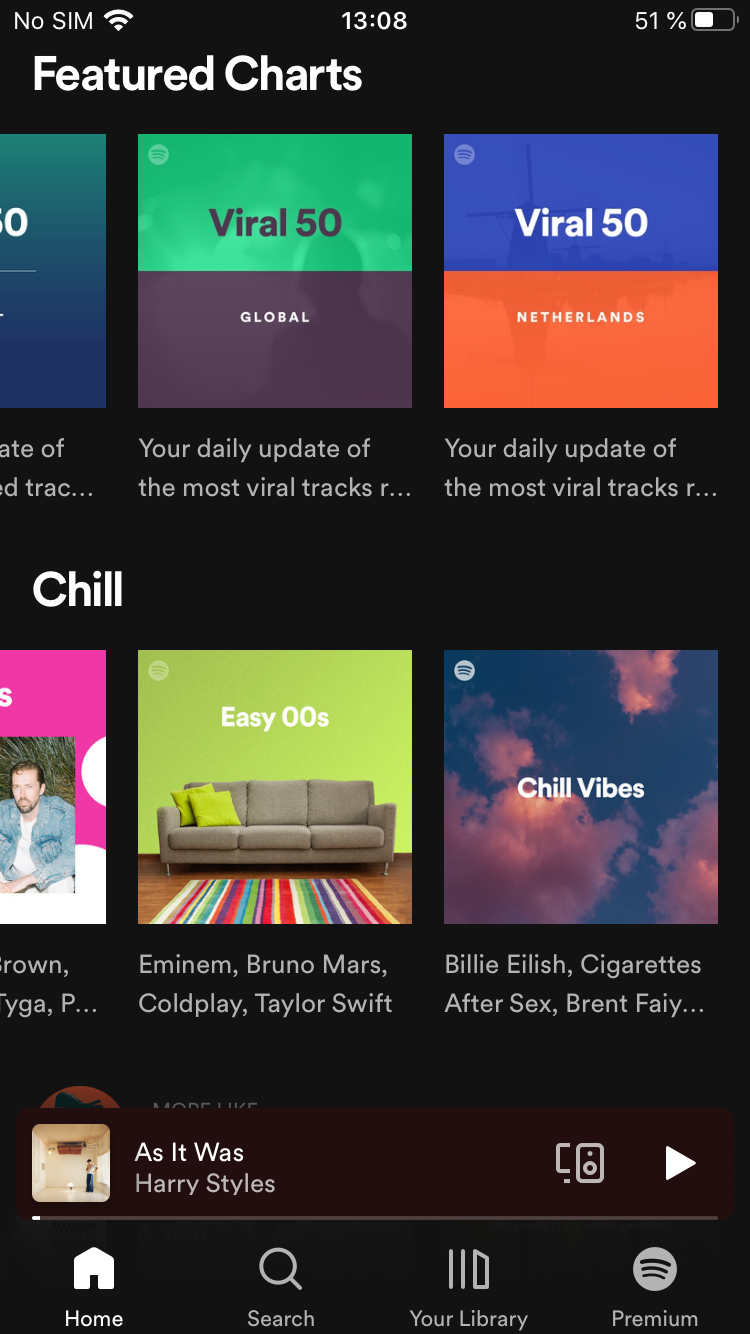 No SIM 13:08 51 %
Featured Charts
50
Viral 50
GLOBAL
Viral 50
NETHERLANDS
ate of
ed trac...
Your daily update of
the most viral tracks r...
Your daily update of
the most viral tracks r...
Chill
s
Easy 00s
Chill Vibes
Brown,
Tyga, P...
Eminem, Bruno Mars,
Coldplay, Taylor Swift
Billie Eilish, Cigarettes
After Sex, Brent Faiy...
MORE LIKE
As It Was
Harry Styles
Home
Search
Your Library
Premium